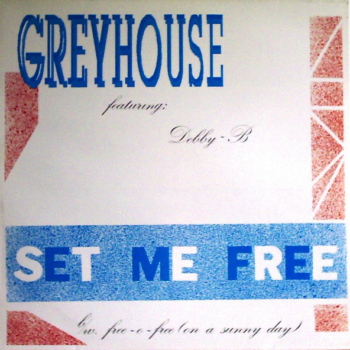 GREYHOUSE
featuring:
Debby-B
SET ME FREE
b/w. free-e-free (on a sunny day)